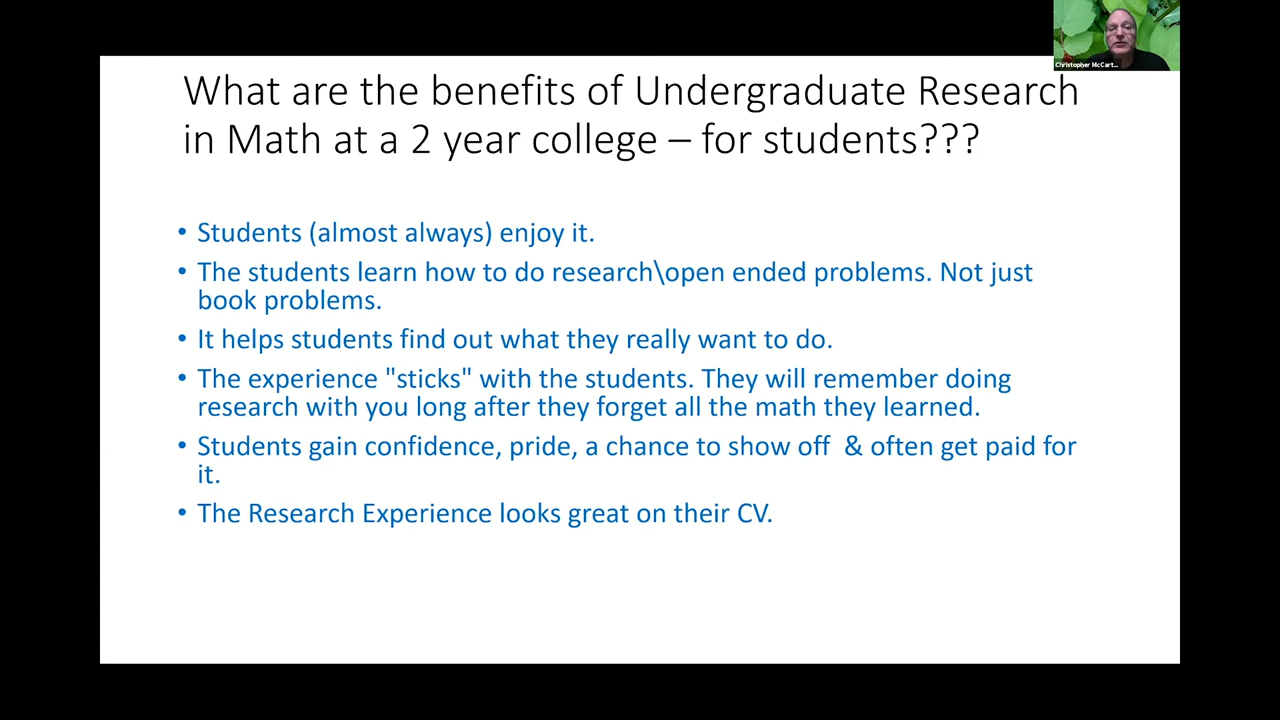 Christopher McCart...
What are the benefits of Undergraduate Research
in Math at a 2 year college – for students???
• Students (almost always) enjoy it.
• The students learn how to do research\open ended problems. Not just
book problems.
• It helps students find out what they really want to do.
• The experience "sticks" with the students. They will remember doing
research with you long after they forget all the math they learned.
• Students gain confidence, pride, a chance to show off  & often get paid for
it.
• The Research Experience looks great on their CV.